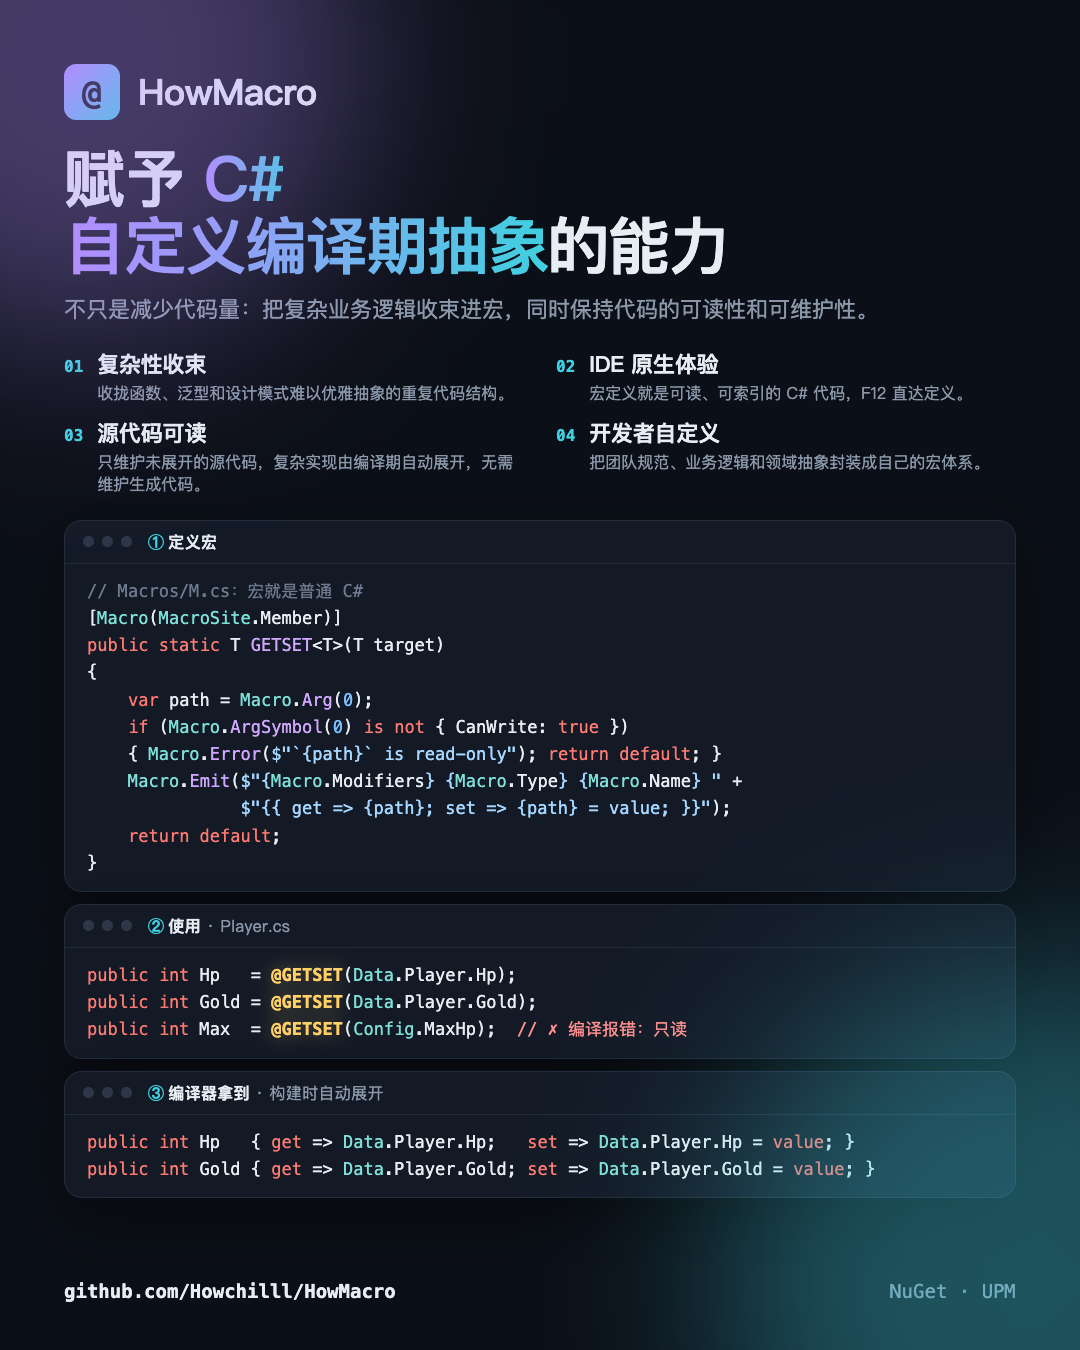 @ HowMacro
赋予 C#
自定义编译期抽象的能力
不只是减少代码量：把复杂业务逻辑收束进宏，同时保持代码的可读性和可维护性。
01 复杂性收束
收拢函数、泛型和设计模式难以优雅抽象的重复代码结构。
02 IDE 原生体验
宏定义就是可读、可索引的 C# 代码，F12 直达定义。
03 源代码可读
只维护未展开的源代码，复杂实现由编译期自动展开，无需
维护生成代码。
04 开发者自定义
把团队规范、业务逻辑和领域抽象封装成自己的宏体系。
① 定义宏
// Macros/M.cs：宏就是普通 C#
[Macro(MacroSite.Member)]
public static T GETSET<T>(T target)
{
    var path = Macro.Arg(0);
    if (Macro.ArgSymbol(0) is not { CanWrite: true })
    { Macro.Error($"`{path}` is read-only"); return default; }
    Macro.Emit($"{Macro.Modifiers} {Macro.Type} {Macro.Name} " +
               $"{{ get => {path}; set => {path} = value; }}");
    return default;
}
② 使用 · Player.cs
public int Hp   = @GETSET(Data.Player.Hp);
public int Gold = @GETSET(Data.Player.Gold);
public int Max  = @GETSET(Config.MaxHp);  // ✗ 编译报错：只读
③ 编译器拿到 · 构建时自动展开
public int Hp   { get => Data.Player.Hp;   set => Data.Player.Hp = value; }
public int Gold { get => Data.Player.Gold; set => Data.Player.Gold = value; }
github.com/Howchilll/HowMacro
NuGet · UPM